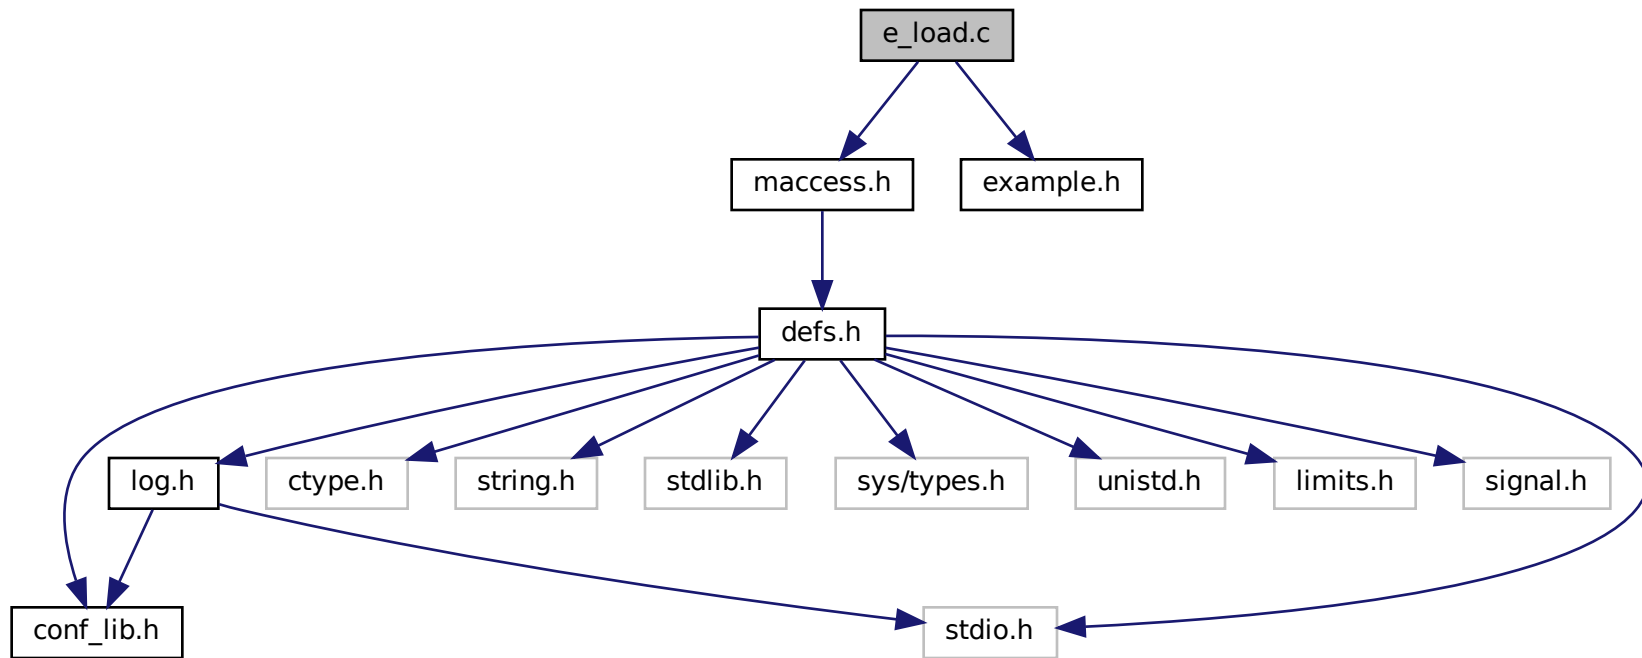 e_load.c
maccess.h
example.h
defs.h
log.h
ctype.h
string.h
stdlib.h
sys/types.h
unistd.h
limits.h
signal.h
conf_lib.h
stdio.h